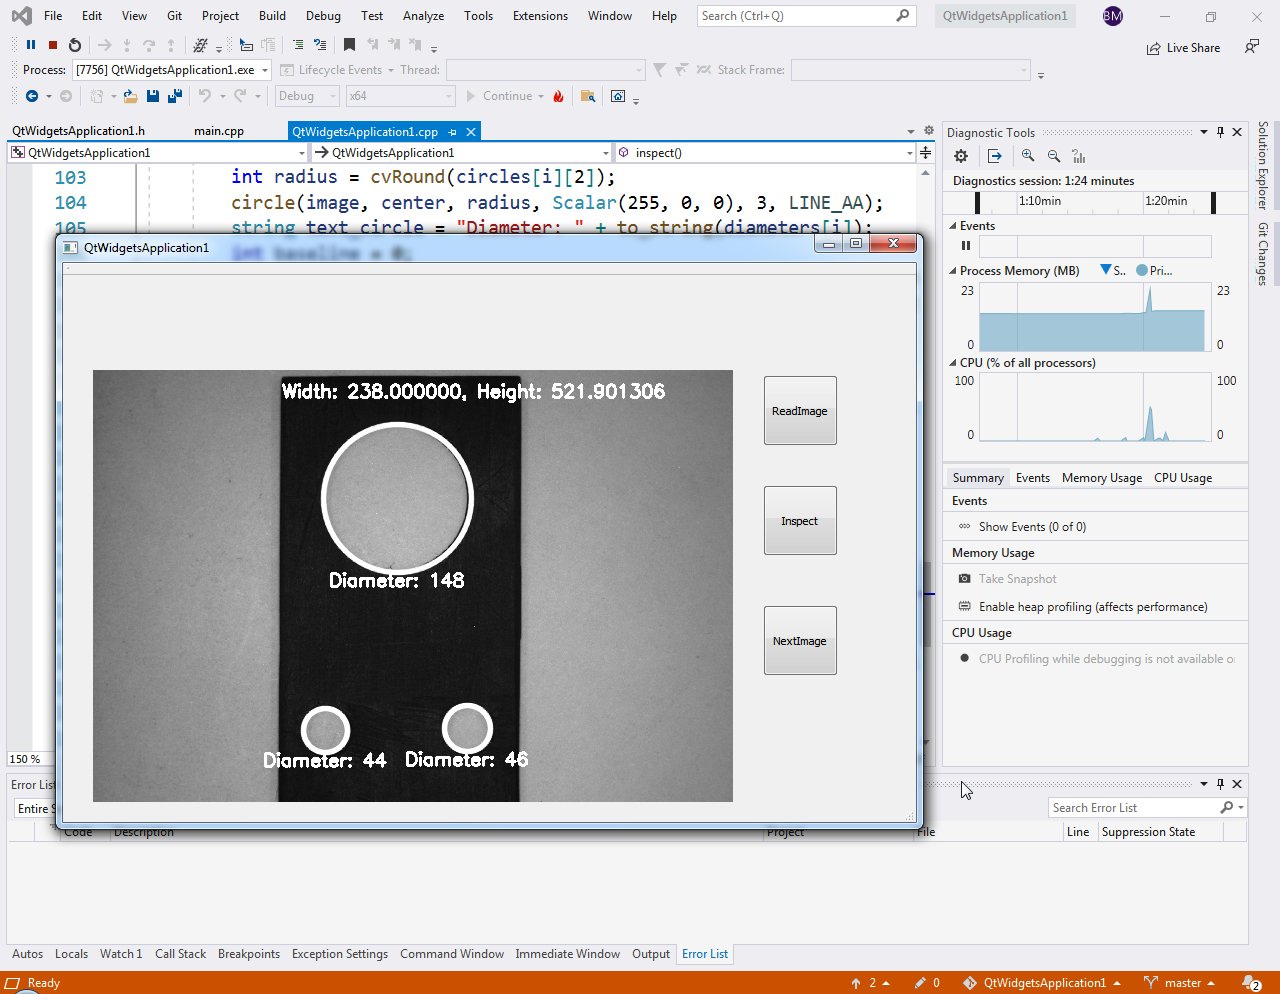 File Edit View Git Project Build Debug Test Analyze Tools Extensions Window Help Search (Ctrl+Q) QtWidgetsApplication1 BM
Live Share
Process: [7756] QtWidgetsApplication1.exe Lifecycle Events Thread: Stack Frame:
Debug x64 Continue
QtWidgetsApplication1.h main.cpp QtWidgetsApplication1.cpp
QtWidgetsApplication1 QtWidgetsApplication1 inspect()
103 int radius = cvRound(circles[i][2]);
104 circle(image, center, radius, Scalar(255, 0, 0), 3, LINE_AA);
105 string text_circle = "Diameter: " + to_string(diameters[i]);
int baseline = 0;
QtWidgetsApplication1
Width: 238.000000, Height: 521.901306
Diameter: 148
Diameter: 44 Diameter: 46
ReadImage
Inspect
NextImage
150 %
Diagnostic Tools
Diagnostics session: 1:24 minutes
1:10min 1:20min
Events
Process Memory (MB) S.. Pri...
23 23
0 0
CPU (% of all processors)
100 100
0 0
Summary Events Memory Usage CPU Usage
Events
Show Events (0 of 0)
Memory Usage
Take Snapshot
Enable heap profiling (affects performance)
CPU Usage
CPU Profiling while debugging is not available
Solution Explorer
Git Changes
Error List
Entire S
Search Error List
Code Description Project File Line Suppression State
Autos Locals Watch 1 Call Stack Breakpoints Exception Settings Command Window Immediate Window Output Error List
Ready 2 0 QtWidgetsApplication1 master 2